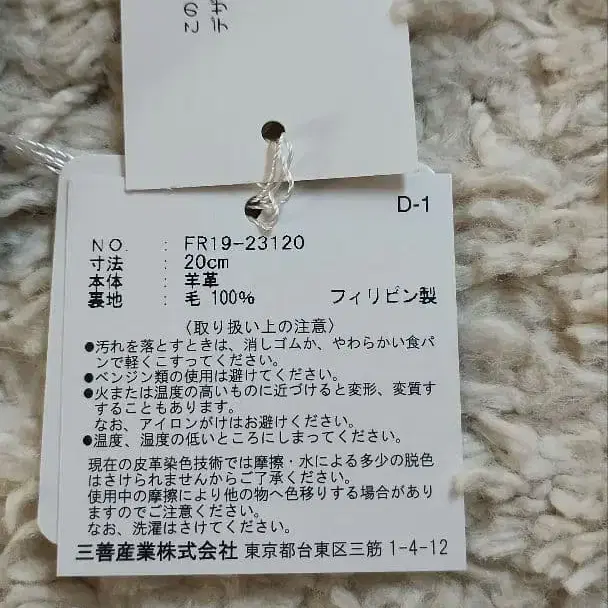 D-1
NO. : FR19-23120
寸法 : 20cm
本体 : 羊革
裏地 : 毛 100% フィリピン製
〈取り扱い上の注意〉
●汚れを落とすときは、消しゴムか、やわらかい食パ
ンで軽くこすってください。
●ベンジン類の使用は避けてください。
●火または温度の高いものに近づけると変形、変質す
することもあります。
なお、アイロンがけはお避けください。
●温度、湿度の低いところにしまってください。
現在の皮革染色技術では摩擦・水による多少の脱色
はさけられませんからご了承ください。
使用中の摩擦により他の物へ色移りする場合があり
ますのでご注意ください。
なお、洗濯はさけてください。
三善産業株式会社 東京都台東区三筋 1-4-12